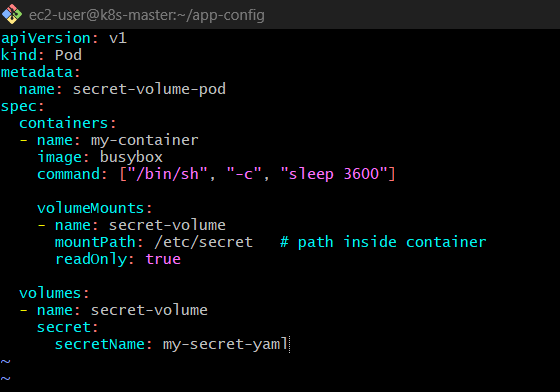 ec2-user@k8s-master:~/app-config
apiVersion: v1
kind: Pod
metadata:
  name: secret-volume-pod
spec:
  containers:
  - name: my-container
    image: busybox
    command: ["/bin/sh", "-c", "sleep 3600"]

    volumeMounts:
    - name: secret-volume
      mountPath: /etc/secret   # path inside container
      readOnly: true

  volumes:
  - name: secret-volume
    secret:
      secretName: my-secret-yaml
~
~